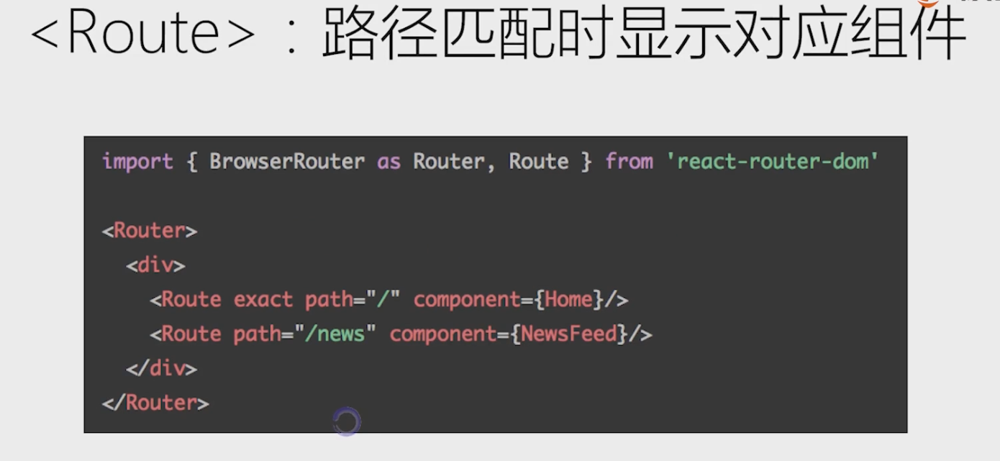 <Route>：路径匹配时显示对应组件
import { BrowserRouter as Router, Route } from 'react-router-dom'
<Router>
<div>
<Route exact path="/" component={Home}/>
<Route path="/news" component={NewsFeed}/>
</div>
</Router>